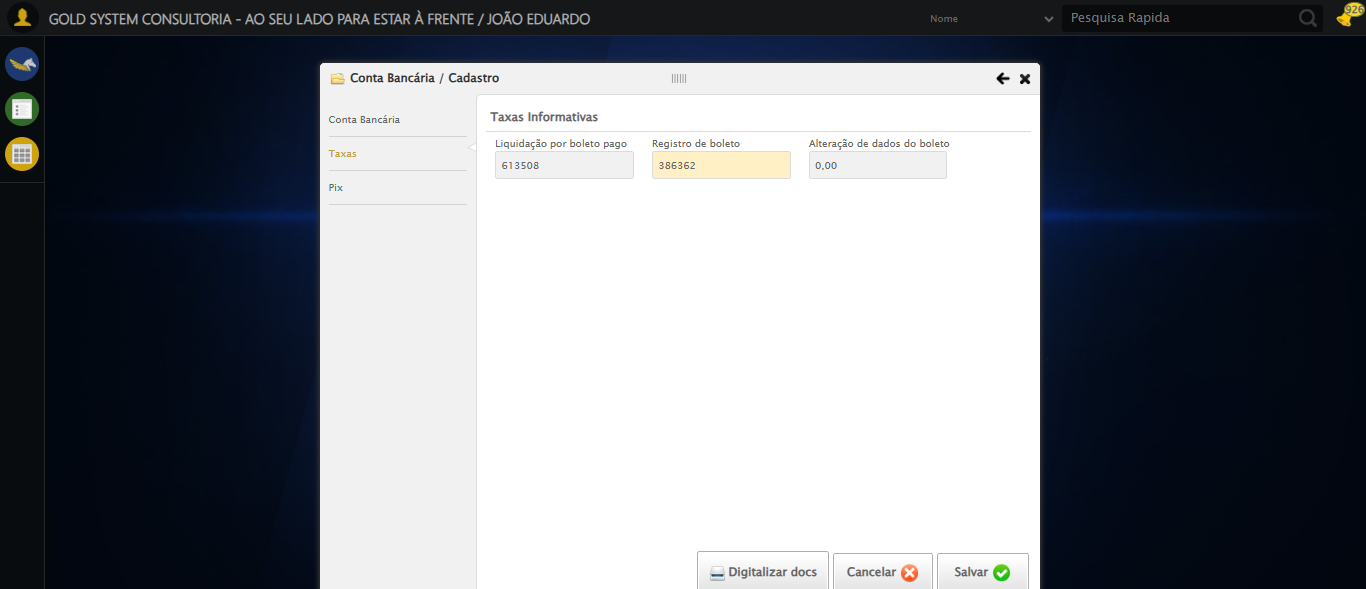 GOLD SYSTEM CONSULTORIA - AO SEU LADO PARA ESTAR À FRENTE / JOÃO EDUARDO
Nome
Pesquisa Rapida
926
Conta Bancária / Cadastro
Conta Bancária
Taxas
Pix
Taxas Informativas
Liquidação por boleto pago
Registro de boleto
Alteração de dados do boleto
613508
386362
0,00
Digitalizar docs
Cancelar
Salvar